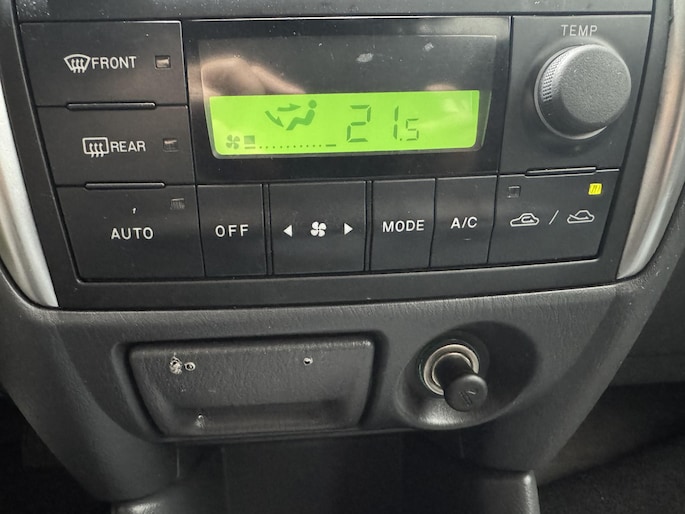 FRONT
TEMP
21.5
REAR
AUTO
OFF
MODE
A/C
/